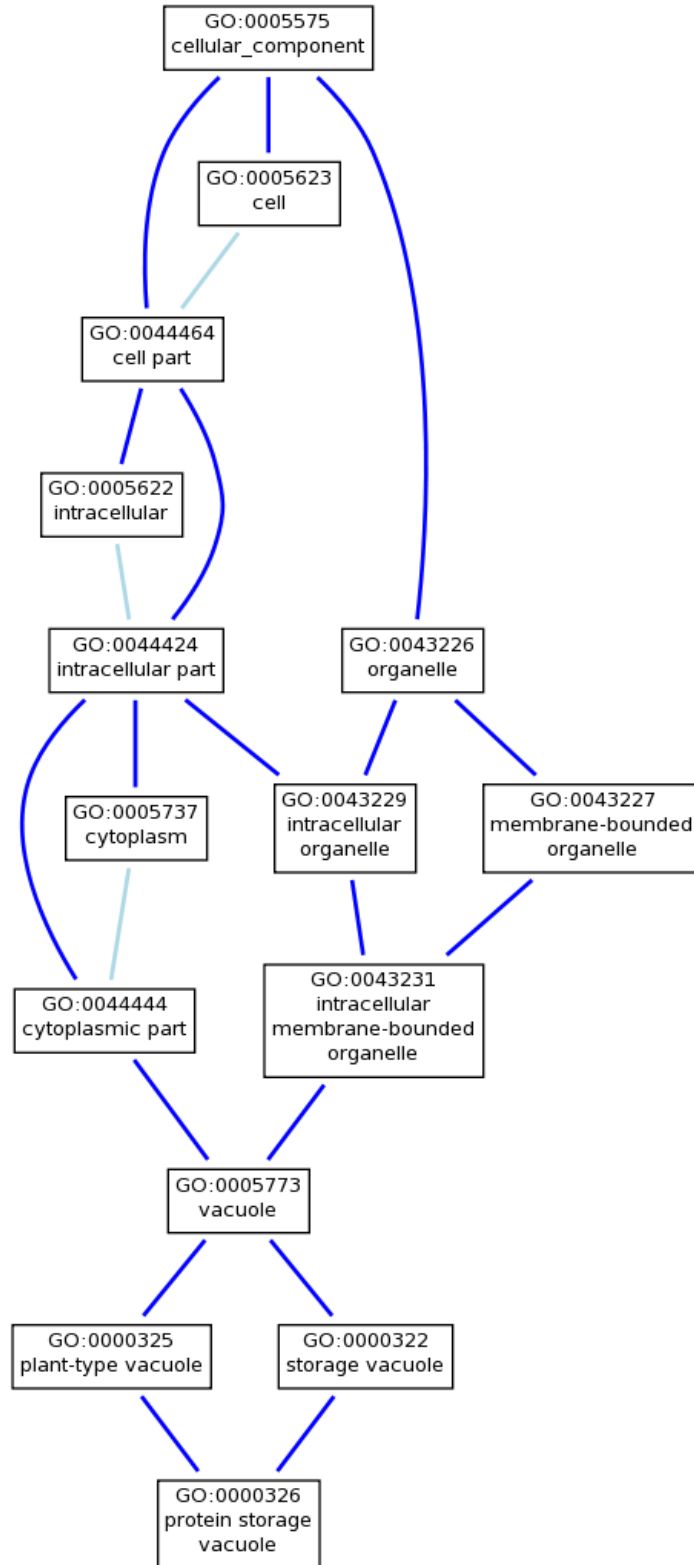 GO:0005575
cellular_component
GO:0005623
cell
GO:0044464
cell part
GO:0005622
intracellular
GO:0044424
intracellular part
GO:0043226
organelle
GO:0005737
cytoplasm
GO:0043229
intracellular
organelle
GO:0043227
membrane-bounded
organelle
GO:0044444
cytoplasmic part
GO:0043231
intracellular
membrane-bounded
organelle
GO:0005773
vacuole
GO:0000325
plant-type vacuole
GO:0000322
storage vacuole
GO:0000326
protein storage
vacuole